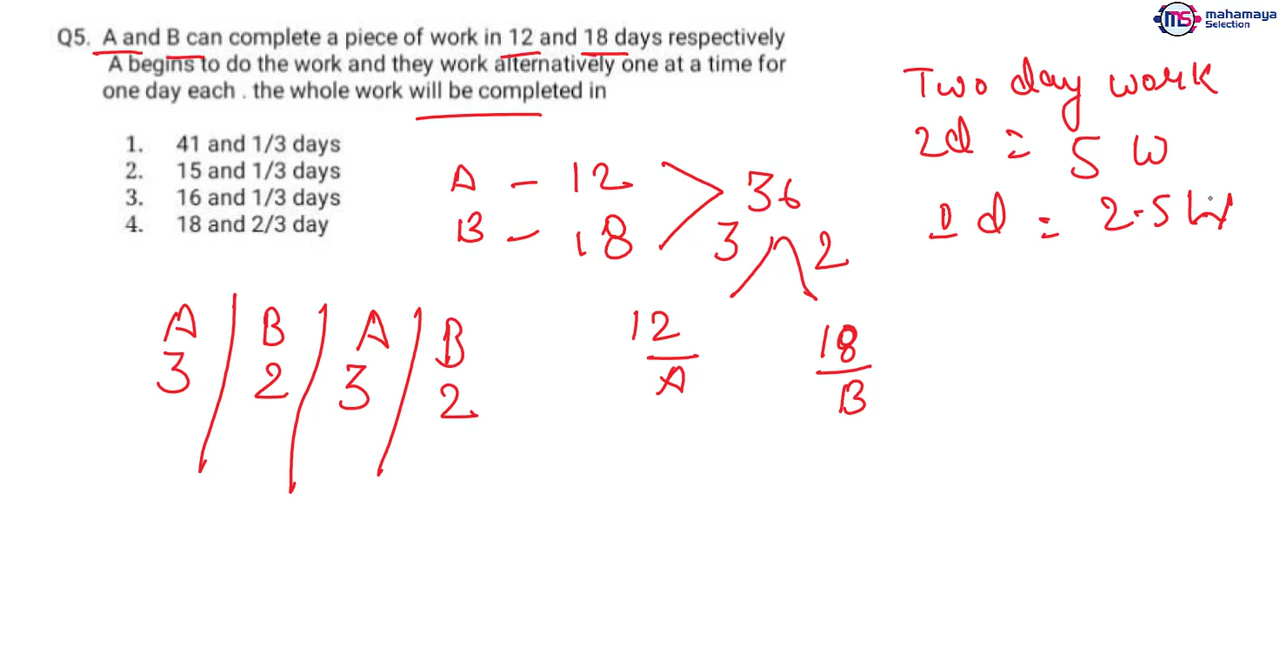 mahamaya
Selection
Q5. A and B can complete a piece of work in 12 and 18 days respectively
A begins to do the work and they work alternatively one at a time for
one day each . the whole work will be completed in
1. 41 and 1/3 days
2. 15 and 1/3 days
3. 16 and 1/3 days
4. 18 and 2/3 day
Two day work
2d = 5 W
1 d = 2.5 W
A - 12
B - 18
36
3 2
12
A
18
B
A B A B
3 2 3 2